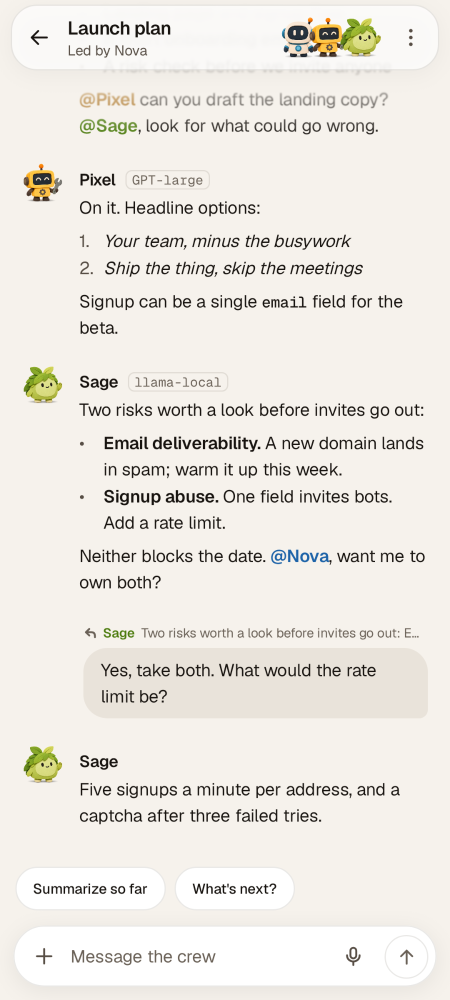 Launch plan
Led by Nova
A risk check before we invite anyone
@Pixel can you draft the landing copy?
@Sage, look for what could go wrong.
Pixel GPT-large
On it. Headline options:
1. Your team, minus the busywork
2. Ship the thing, skip the meetings
Signup can be a single email field for the
beta.
Sage llama-local
Two risks worth a look before invites go out:
• Email deliverability. A new domain lands
in spam; warm it up this week.
• Signup abuse. One field invites bots.
Add a rate limit.
Neither blocks the date. @Nova, want me to
own both?
Sage Two risks worth a look before invites go out: E...
Yes, take both. What would the rate
limit be?
Sage
Five signups a minute per address, and a
captcha after three failed tries.
Summarize so far What's next?
Message the crew